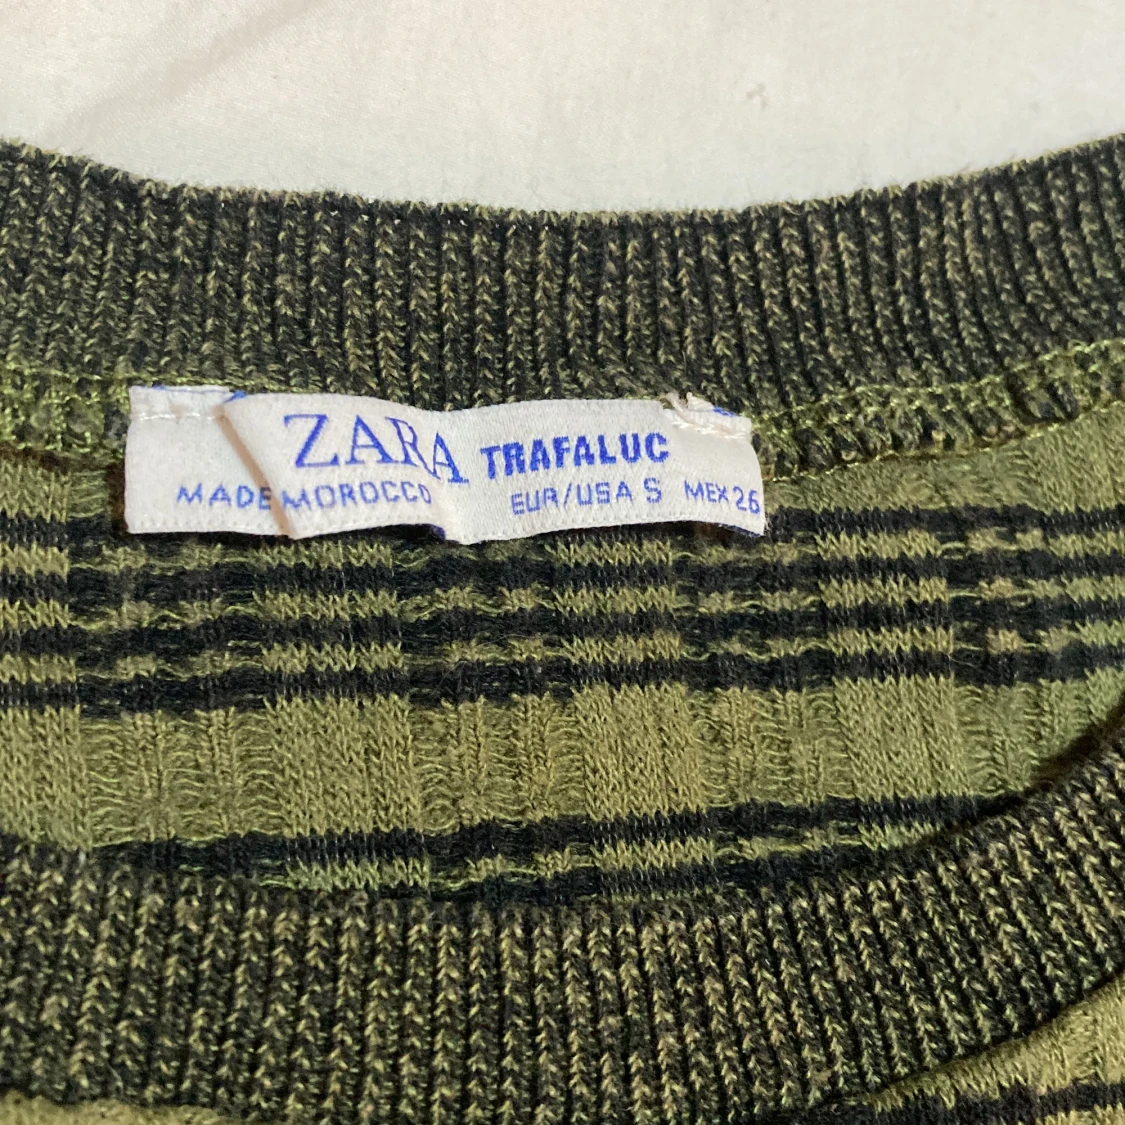 ZARA TRAFALUC
MADE MOROCCO EUR/USA S MEX 26